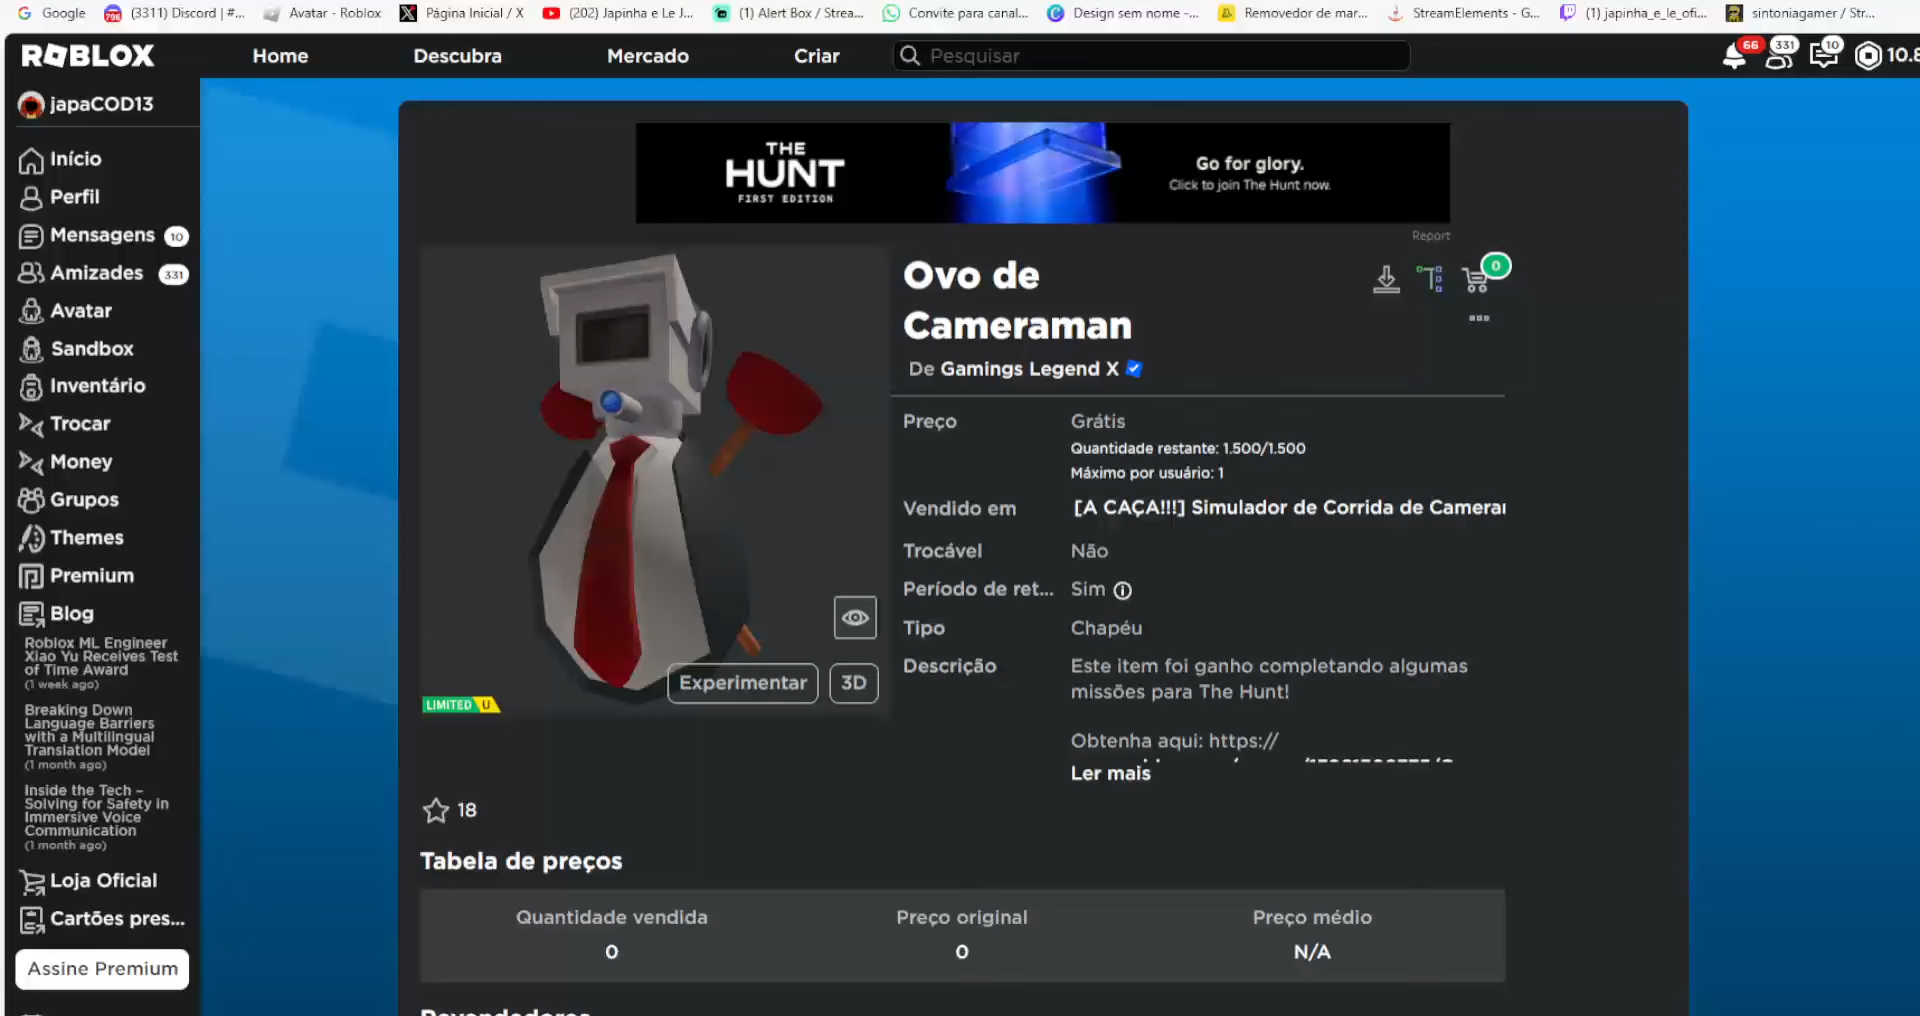 Google
(3311) Discord | #...
Avatar - Roblox
Página Inicial / X
(202) Japinha e Le J...
(1) Alert Box / Strea...
Convite para canal...
Design sem nome -...
Removedor de mar...
StreamElements - G...
(1) japinha_e_le_ofi...
sintoniagamer / Str...
ROBLOX
Home
Descubra
Mercado
Criar
Pesquisar
66
331
10
10.8
japaCOD13
Início
Perfil
Mensagens 10
Amizades 331
Avatar
Sandbox
Inventário
Trocar
Money
Grupos
Themes
Premium
Blog
Roblox ML Engineer
Xiao Yu Receives Test
of Time Award
(1 week ago)
Breaking Down
Language Barriers
with a Multilingual
Translation Model
(1 month ago)
Inside the Tech –
Solving for Safety in
Immersive Voice
Communication
(1 month ago)
Loja Oficial
Cartões pres...
Assine Premium
THE
HUNT
FIRST EDITION
Go for glory.
Click to join The Hunt now.
Report
Ovo de
Cameraman
0
De Gamings Legend X
Preço
Grátis
Quantidade restante: 1.500/1.500
Máximo por usuário: 1
Vendido em
[A CAÇA!!!] Simulador de Corrida de Camerar
Trocável
Não
Período de ret...
Sim
Tipo
Chapéu
Descrição
Este item foi ganho completando algumas
missões para The Hunt!
Obtenha aqui: https://
Ler mais
Experimentar
3D
LIMITED U
18
Tabela de preços
Quantidade vendida
0
Preço original
0
Preço médio
N/A
Revendedores